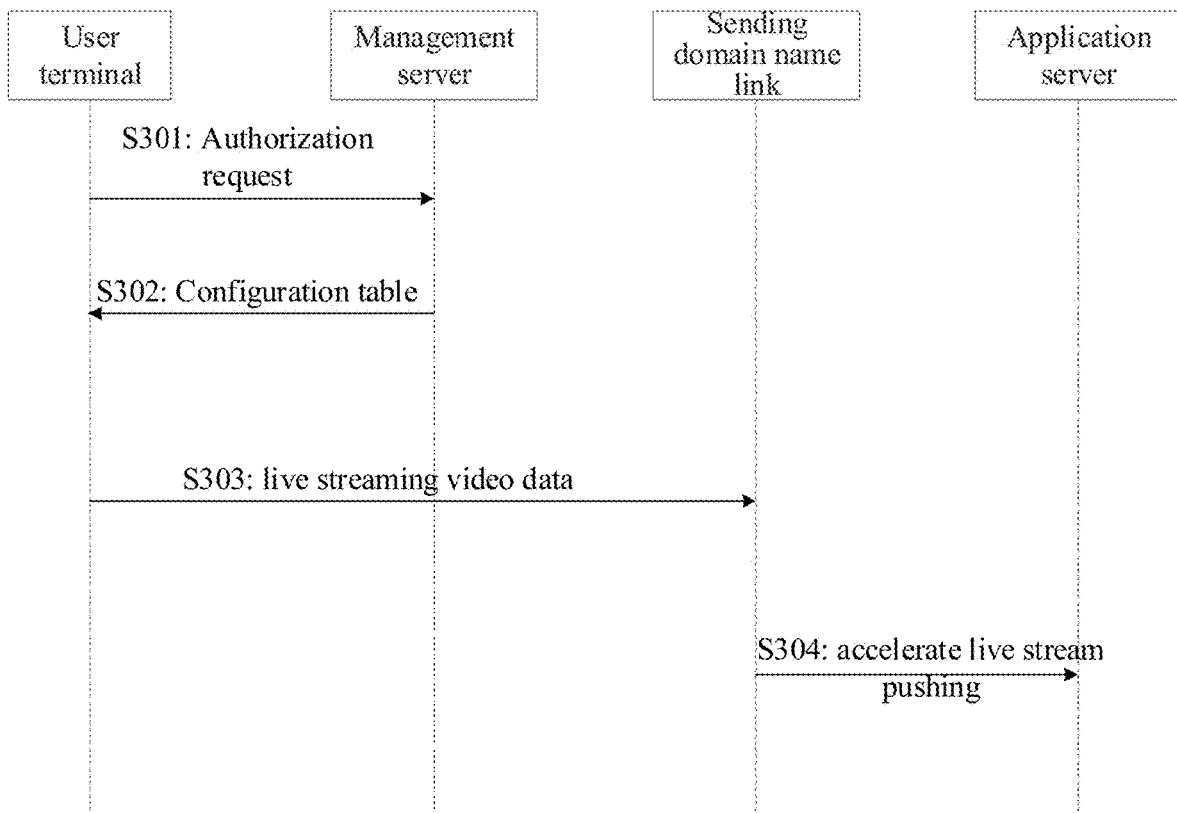 User
terminal
Management
server
Sending
domain name
link
Application
server
S301: Authorization
request
S302: Configuration table
S303: live streaming video data
S304: accelerate live stream
pushing